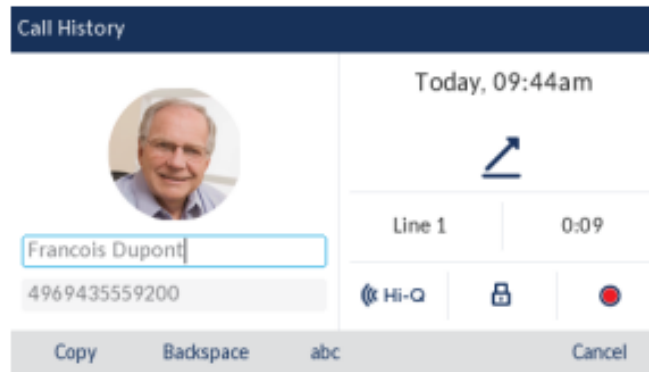 Call History
Today, 09:44am
Line 1 0:09
Francois Dupont
4969435559200
Hi-Q
Copy Backspace abc Cancel